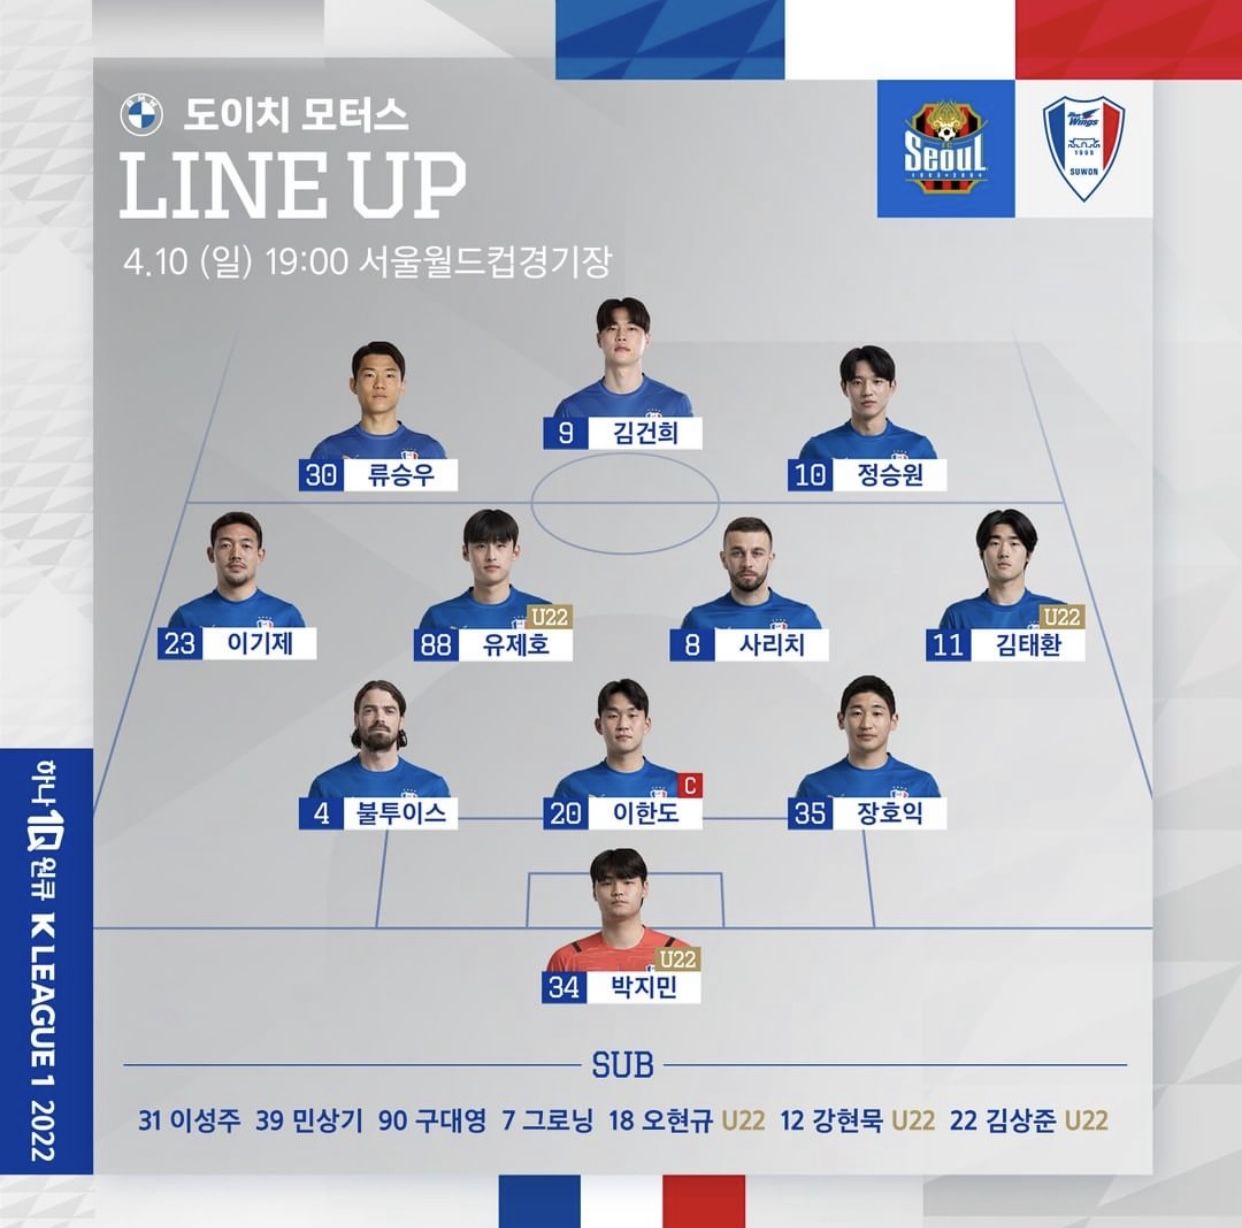 도이치 모터스
LINE UP
4.10 (일) 19:00 서울월드컵경기장
Seoul
Blue Wings
1995
SUWON
9 김건희
30 류승우
10 정승원
23 이기제
U22
88 유제호
8 사리치
U22
11 김태환
4 불투이스
C
20 이한도
35 장호익
U22
34 박지민
SUB
31 이성주 39 민상기 90 구대영 7 그로닝 18 오현규 U22 12 강현묵 U22 22 김상준 U22
하나1Q 원큐 K LEAGUE 1 2022